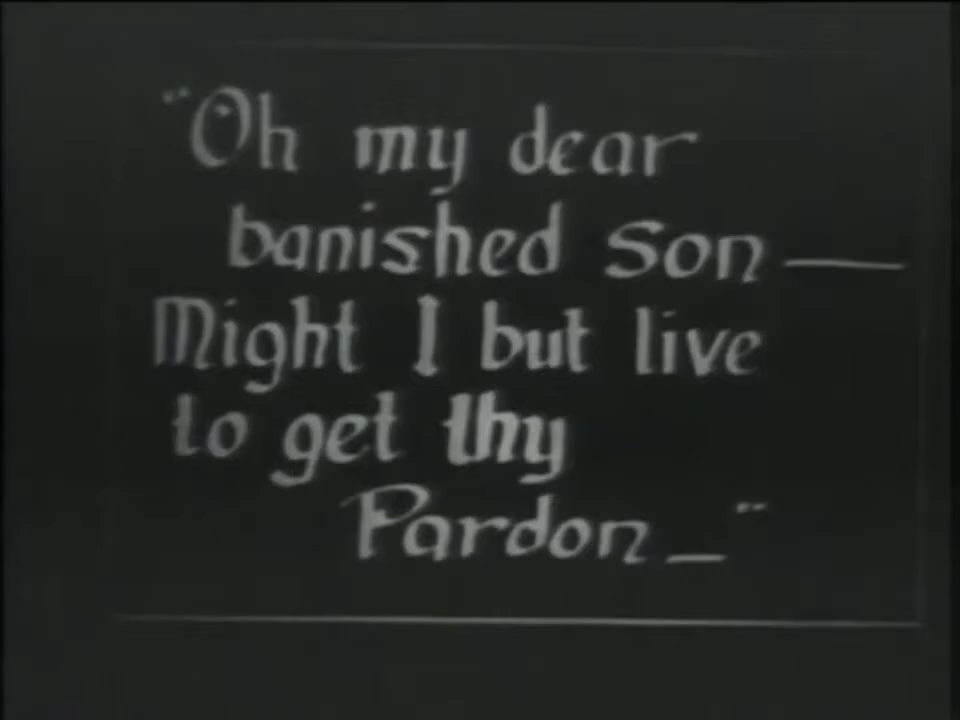 "Oh my dear
banished Son —
Might I but live
to get thy
Pardon —"